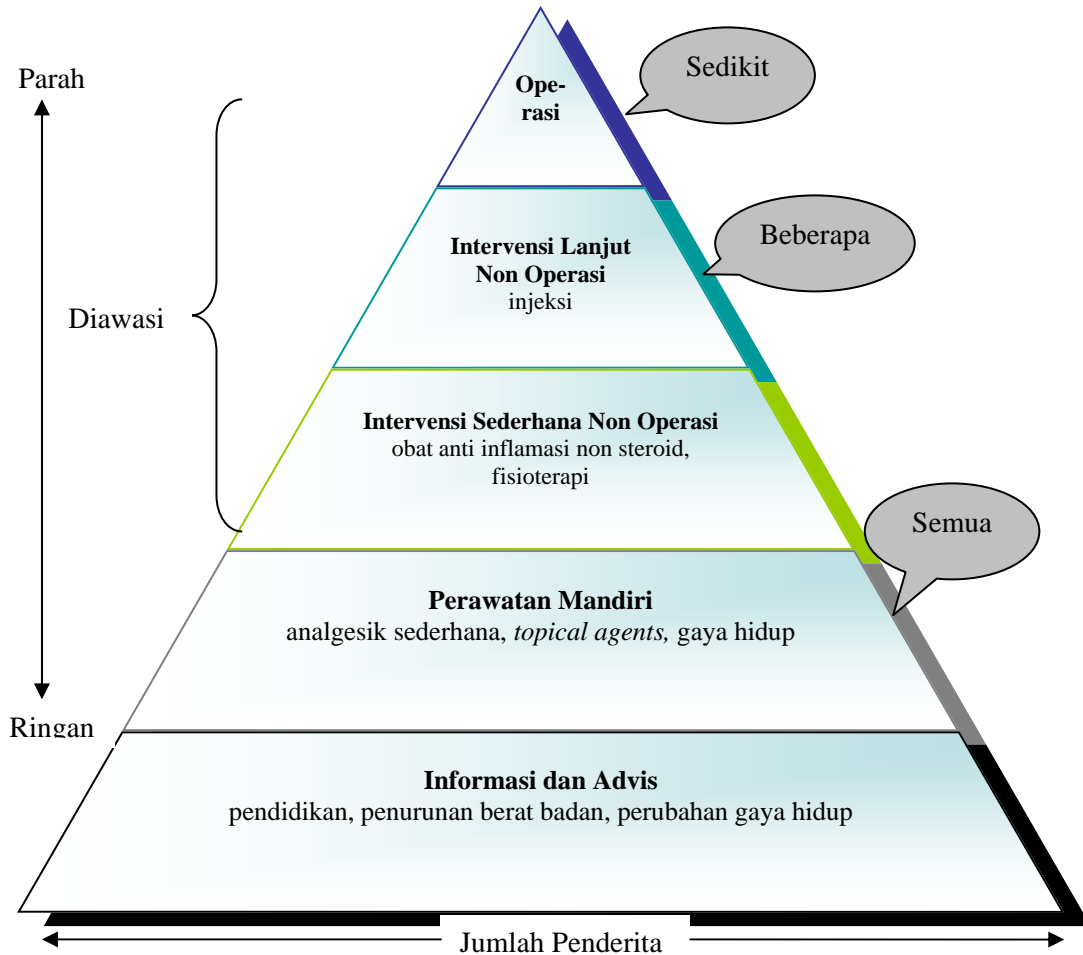 Parah
Ope-
rasi
Sedikit
Intervensi Lanjut
Non Operasi
injeksi
Beberapa
Diawasi
Intervensi Sederhana Non Operasi
obat anti inflamasi non steroid,
fisioterapi
Semua
Perawatan Mandiri
analgesik sederhana, topical agents, gaya hidup
Ringan
Informasi dan Advis
pendidikan, penurunan berat badan, perubahan gaya hidup
Jumlah Penderita